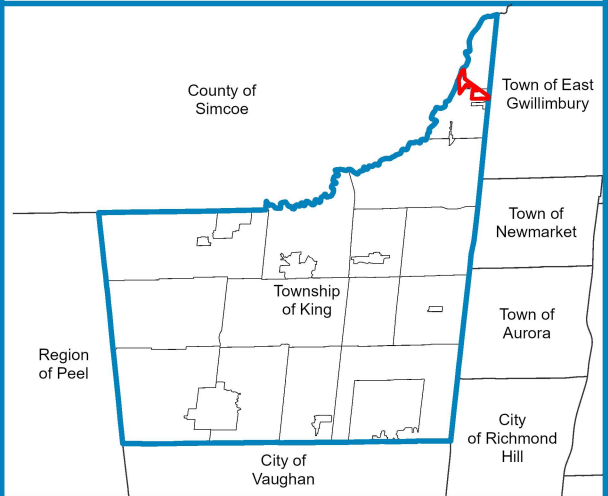 County of
Simcoe
Town of East
Gwillimbury
Town of
Newmarket
Township
of King
Town of
Aurora
Region
of Peel
City
of Richmond
Hill
City of
Vaughan